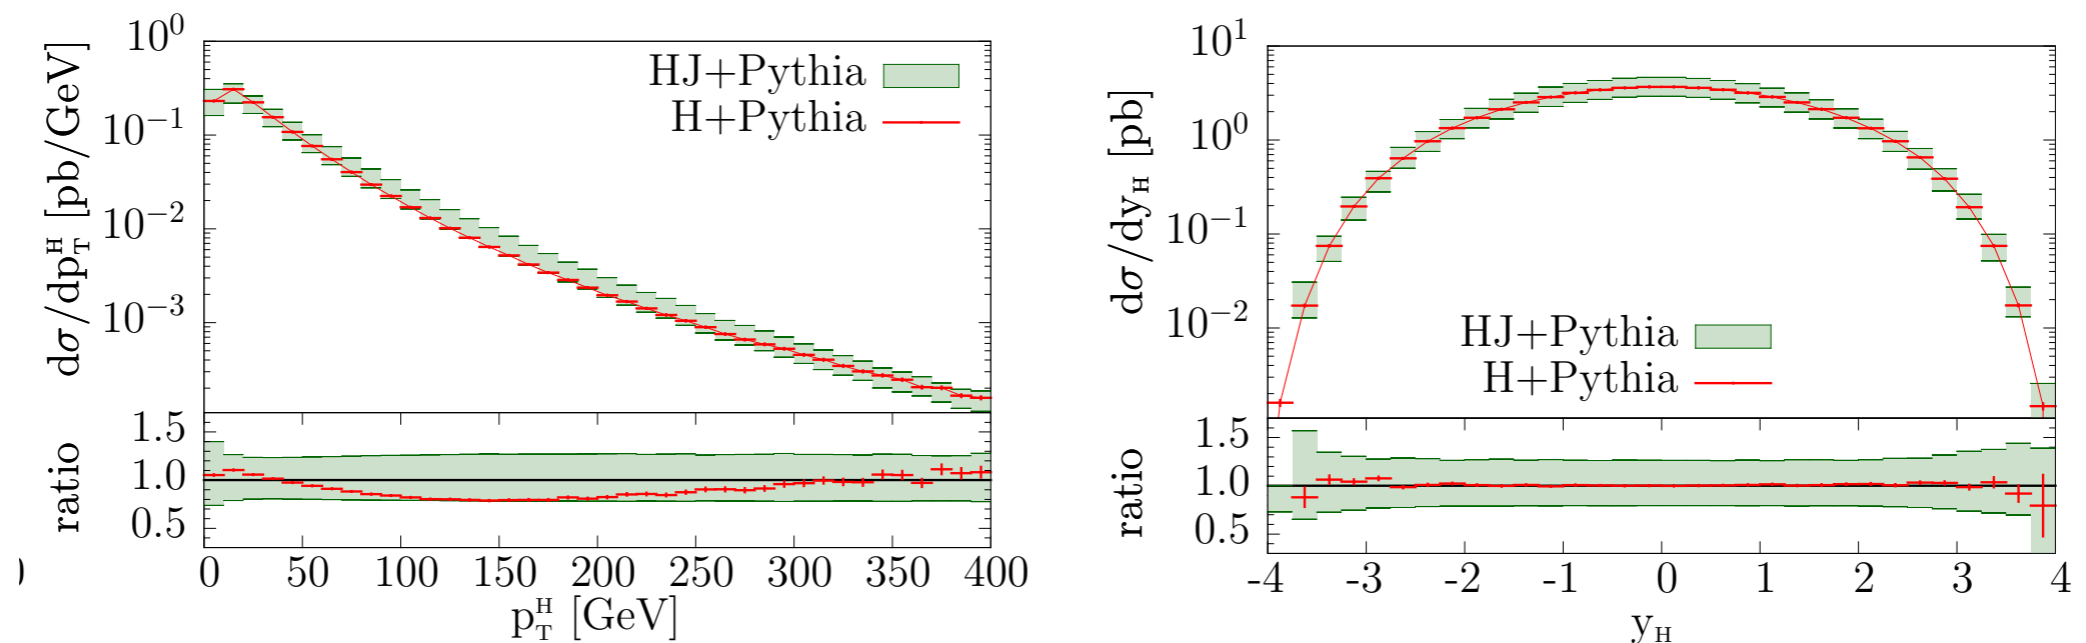 dσ/dp_T^H [pb/GeV]
10^0
10^-1
10^-2
10^-3
HJ+Pythia
H+Pythia
ratio
1.5
1.0
0.5
0 50 100 150 200 250 300 350 400
p_T^H [GeV]
dσ/dy_H [pb]
10^1
10^0
10^-1
10^-2
HJ+Pythia
H+Pythia
ratio
1.5
1.0
0.5
-4 -3 -2 -1 0 1 2 3 4
y_H